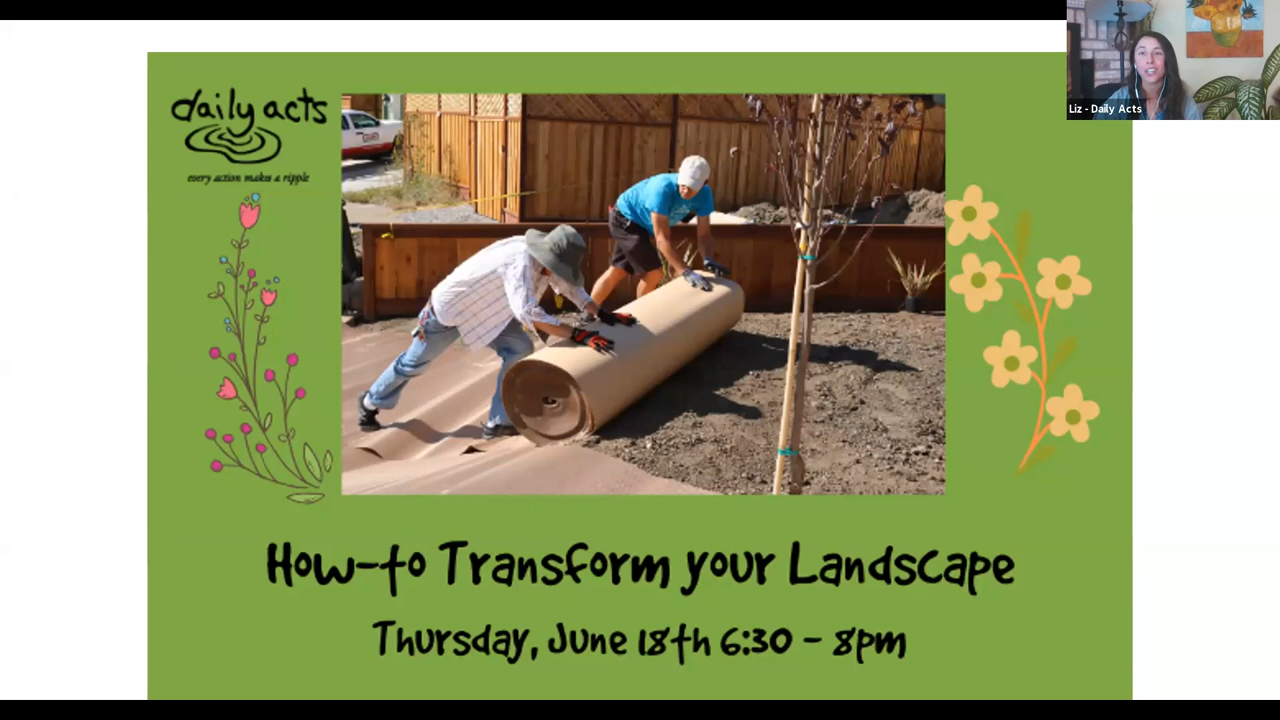 daily acts
every action makes a ripple
Liz - Daily Acts
How-to Transform your Landscape
Thursday, June 18th 6:30 - 8pm